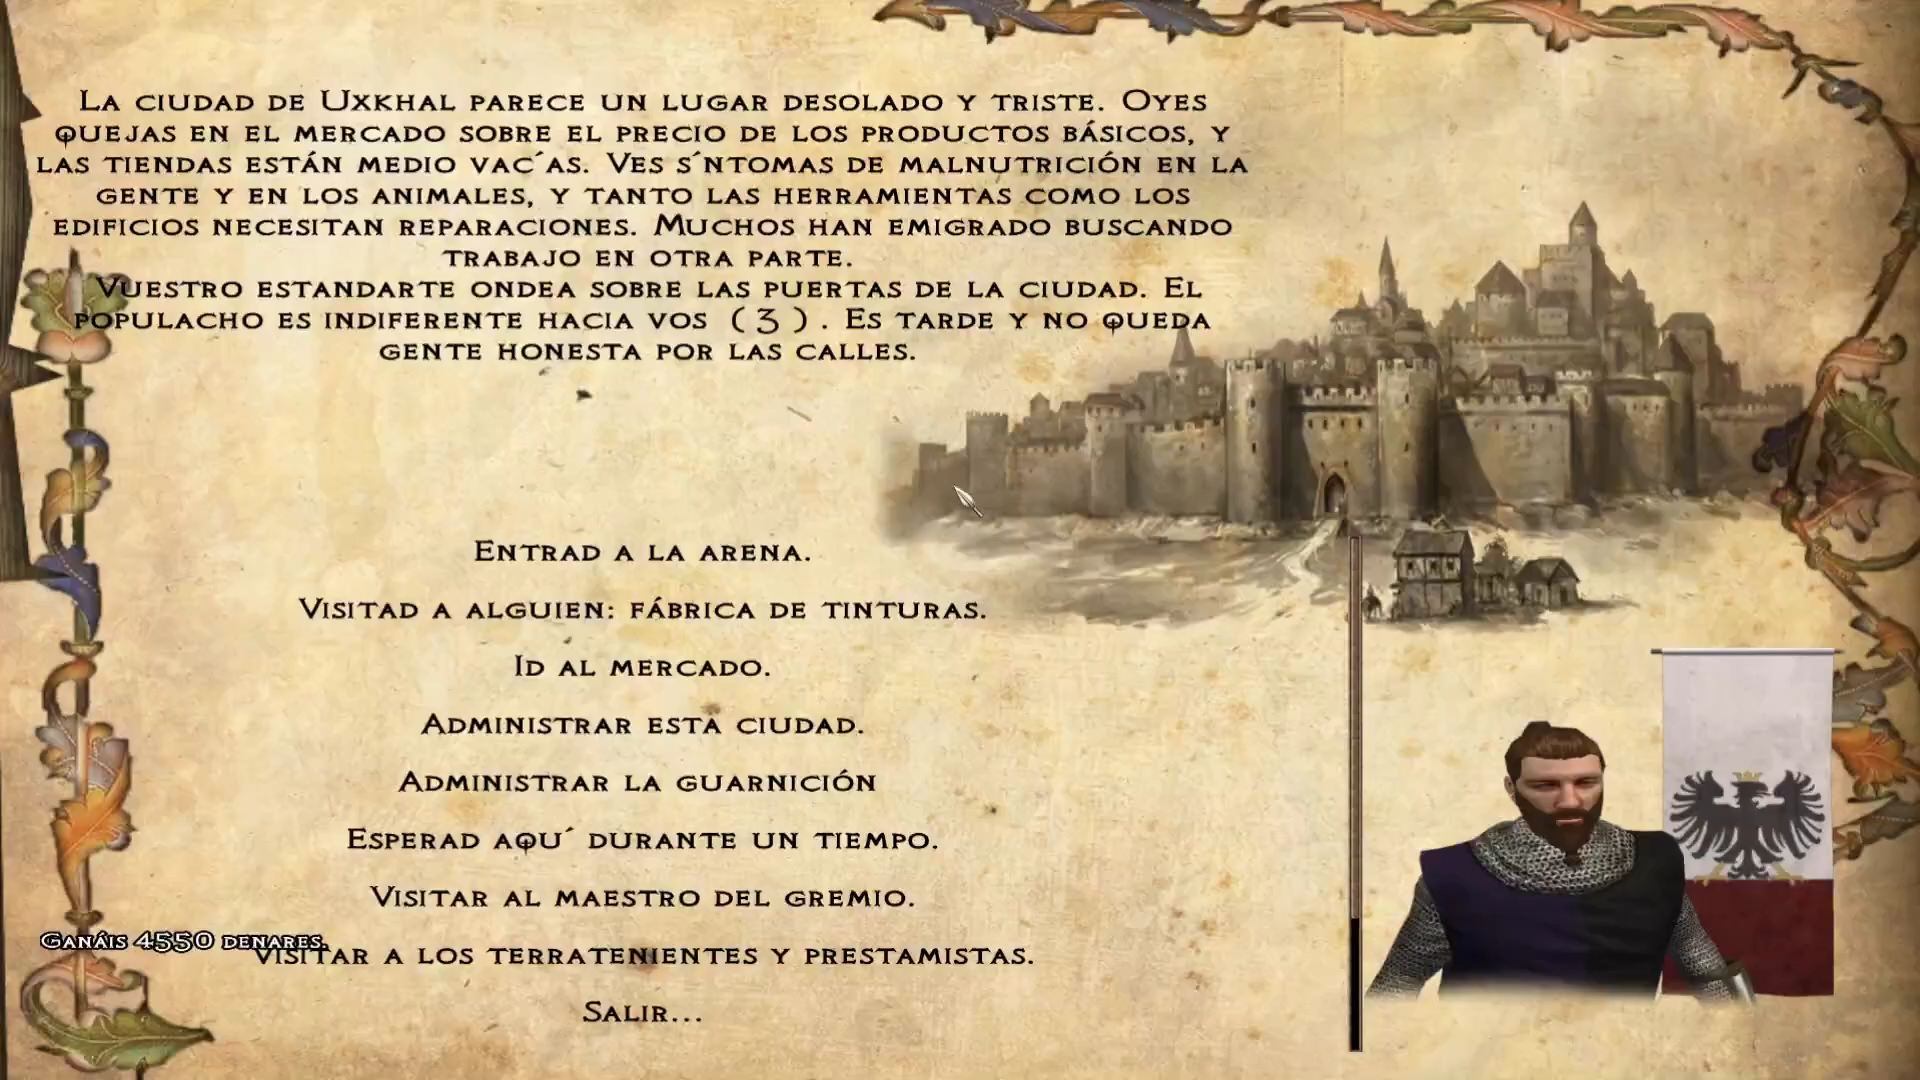 La ciudad de Uxkhal parece un lugar desolado y triste. Oyes
quejas en el mercado sobre el precio de los productos básicos, y
las tiendas están medio vac´as. Ves s´ntomas de malnutrición en la
gente y en los animales, y tanto las herramientas como los
edificios necesitan reparaciones. Muchos han emigrado buscando
trabajo en otra parte.
Vuestro estandarte ondea sobre las puertas de la ciudad. El
populacho es indiferente hacia vos (3). Es tarde y no queda
gente honesta por las calles.
Entrad a la arena.
Visitad a alguien: fábrica de tinturas.
Id al mercado.
Administrar esta ciudad.
Administrar la guarnición
Esperad aqu´ durante un tiempo.
Visitar al maestro del gremio.
Ganáis 4550 denares.
Visitar a los terratenientes y prestamistas.
Salir...